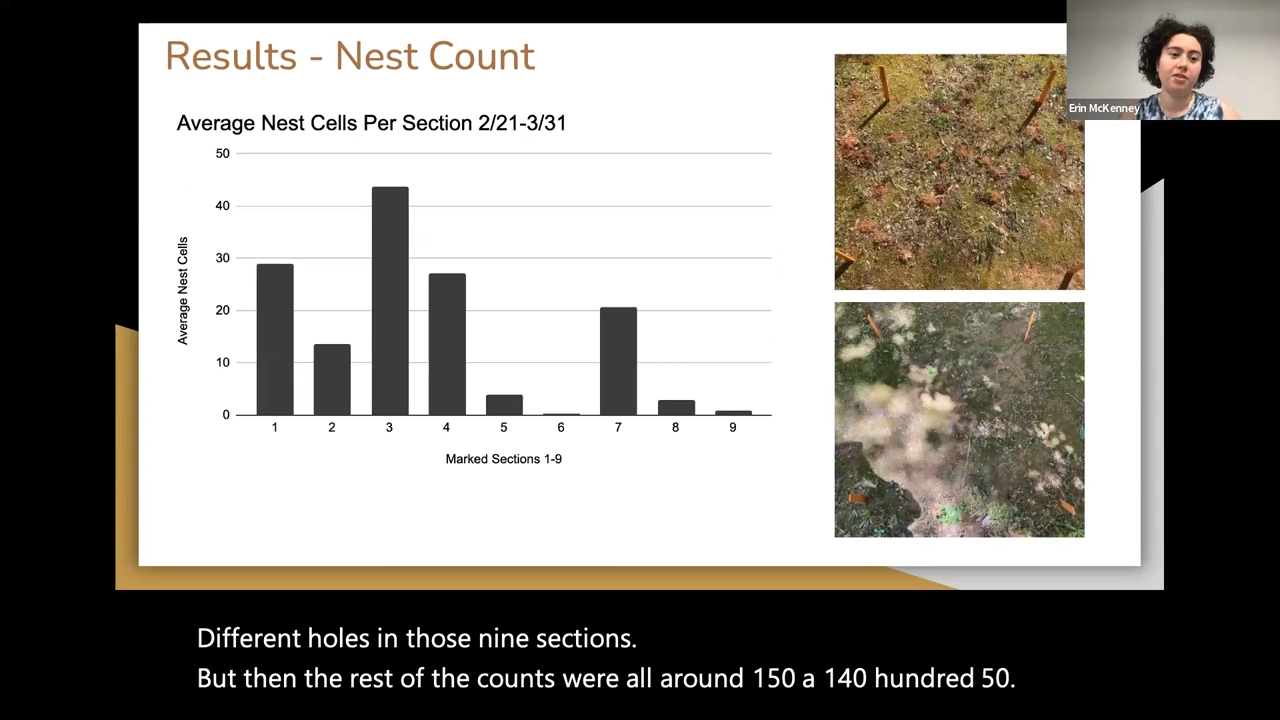 Results - Nest Count
Erin McKenney
Average Nest Cells Per Section 2/21-3/31
50
40
30
20
10
0
Average Nest Cells
1 2 3 4 5 6 7 8 9
Marked Sections 1-9
Different holes in those nine sections.
But then the rest of the counts were all around 150 a 140 hundred 50.